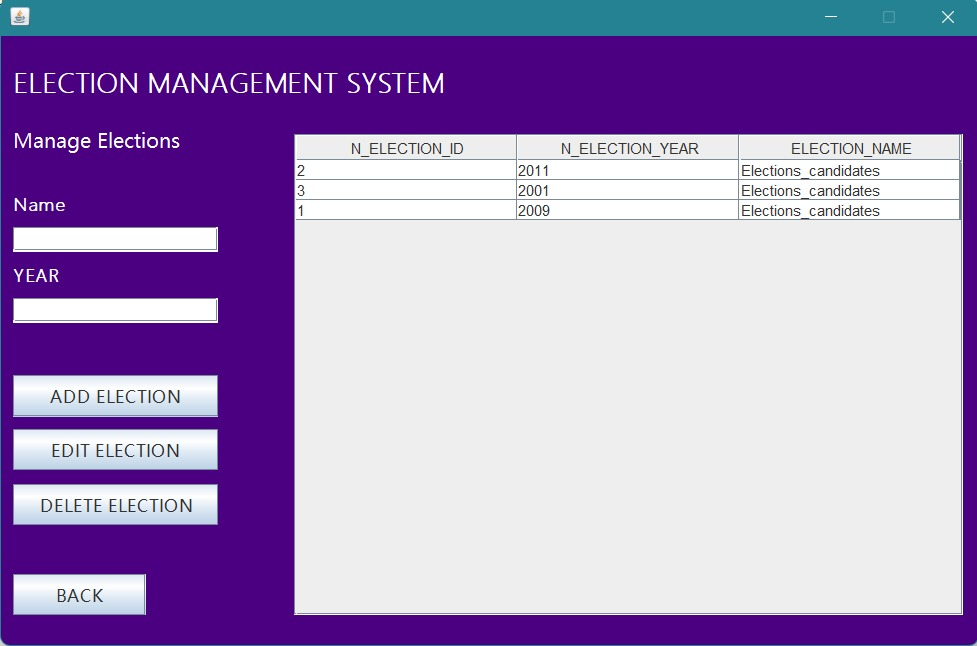 ELECTION MANAGEMENT SYSTEM
Manage Elections
Name
YEAR
ADD ELECTION
EDIT ELECTION
DELETE ELECTION
BACK
N_ELECTION_ID N_ELECTION_YEAR ELECTION_NAME
2 2011 Elections_candidates
3 2001 Elections_candidates
1 2009 Elections_candidates